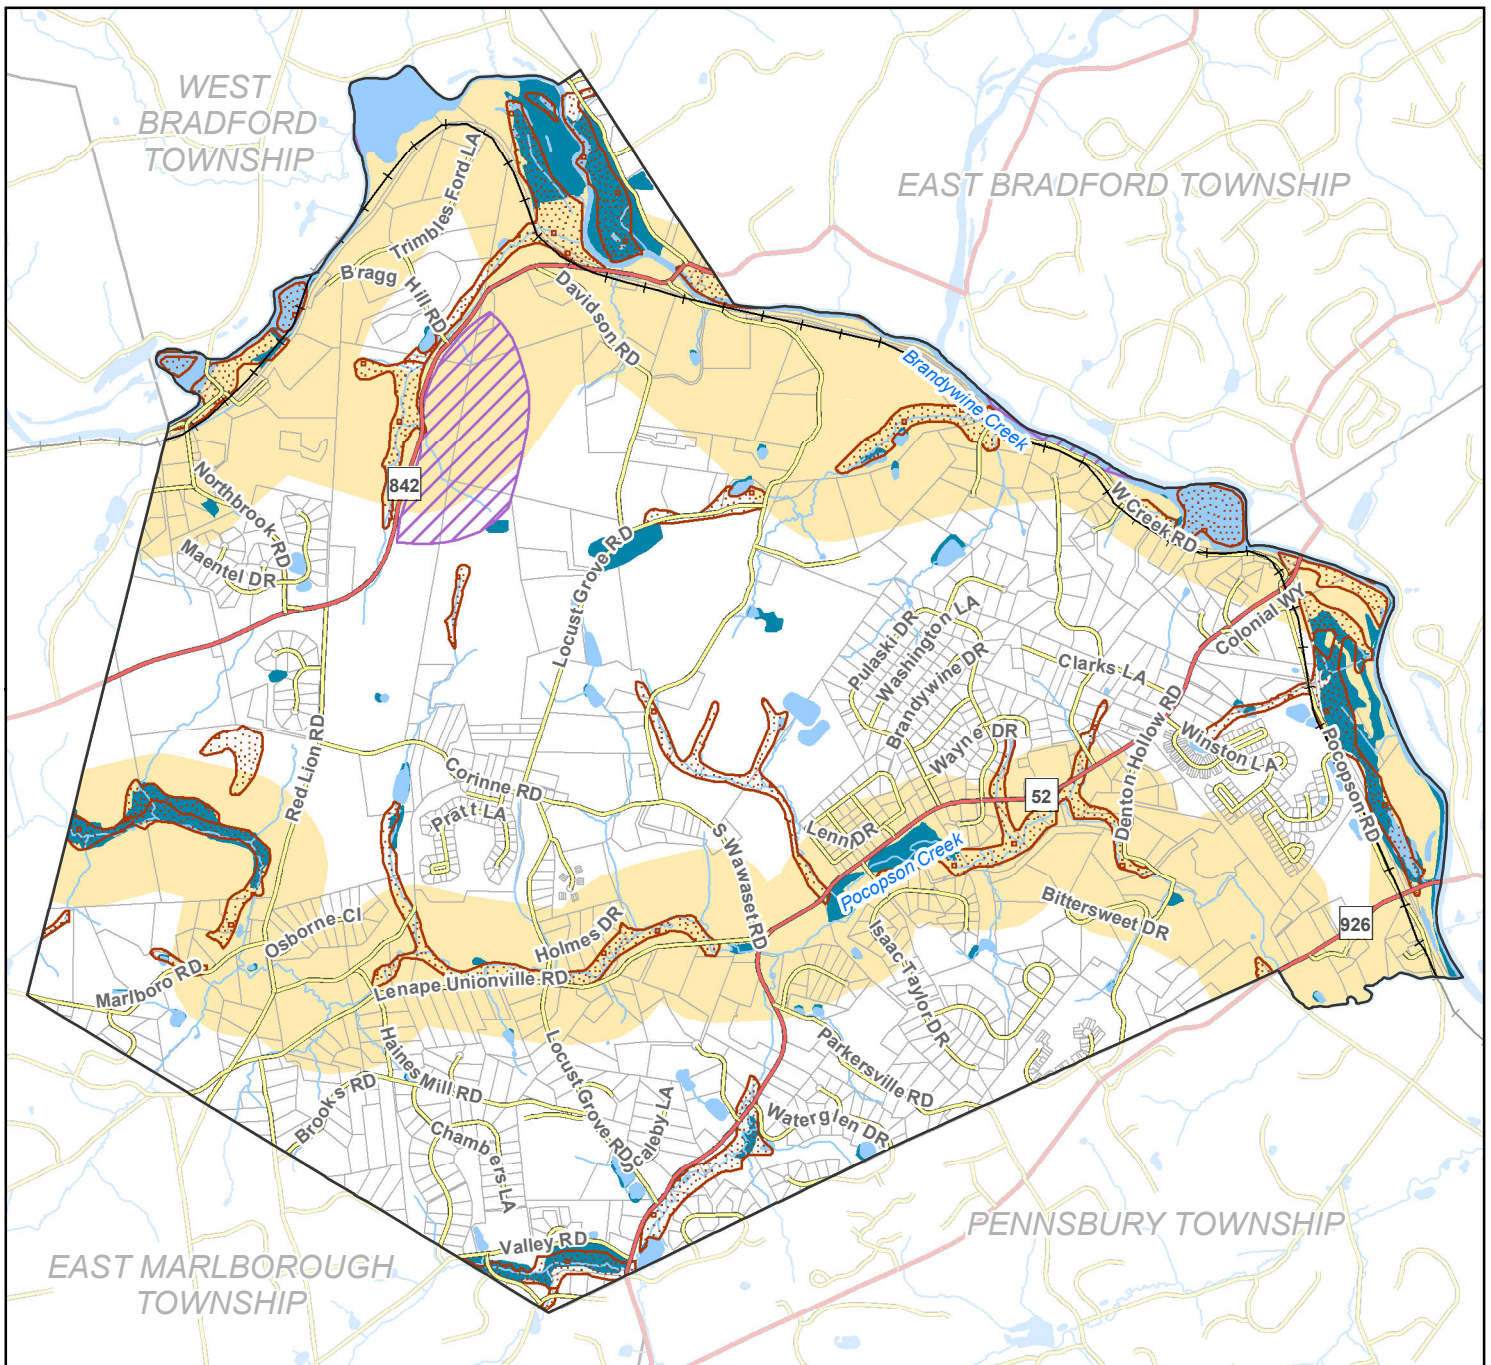 WEST
BRADFORD
TOWNSHIP
EAST BRADFORD TOWNSHIP
Trimbles Ford LA
Bragg Hill RD
Davidson RD
Brandywine Creek
842
Northbrook RD
W Creek RD
Maentel DR
Locust Grove RD
Colonial WY
Pulaski DR
Washington LA
Clarks LA
Brandywine DR
Red Lion RD
Wayne DR
Denton Hollow RD
Winston LA
Corinne RD
Pocopson RD
52
Pratt LA
Lenni DR
S Wawaset RD
Pocopson Creek
Bittersweet DR
926
Osborne CI
Holmes DR
Isaac Taylor DR
Marlboro RD
Lenape Unionville RD
Haines Mill RD
Locust Grove RD
Parkersville RD
Brooks RD
Scaleby LA
Waterglen DR
Chambers LA
Valley RD
PENNSBURY TOWNSHIP
EAST MARLBOROUGH
TOWNSHIP